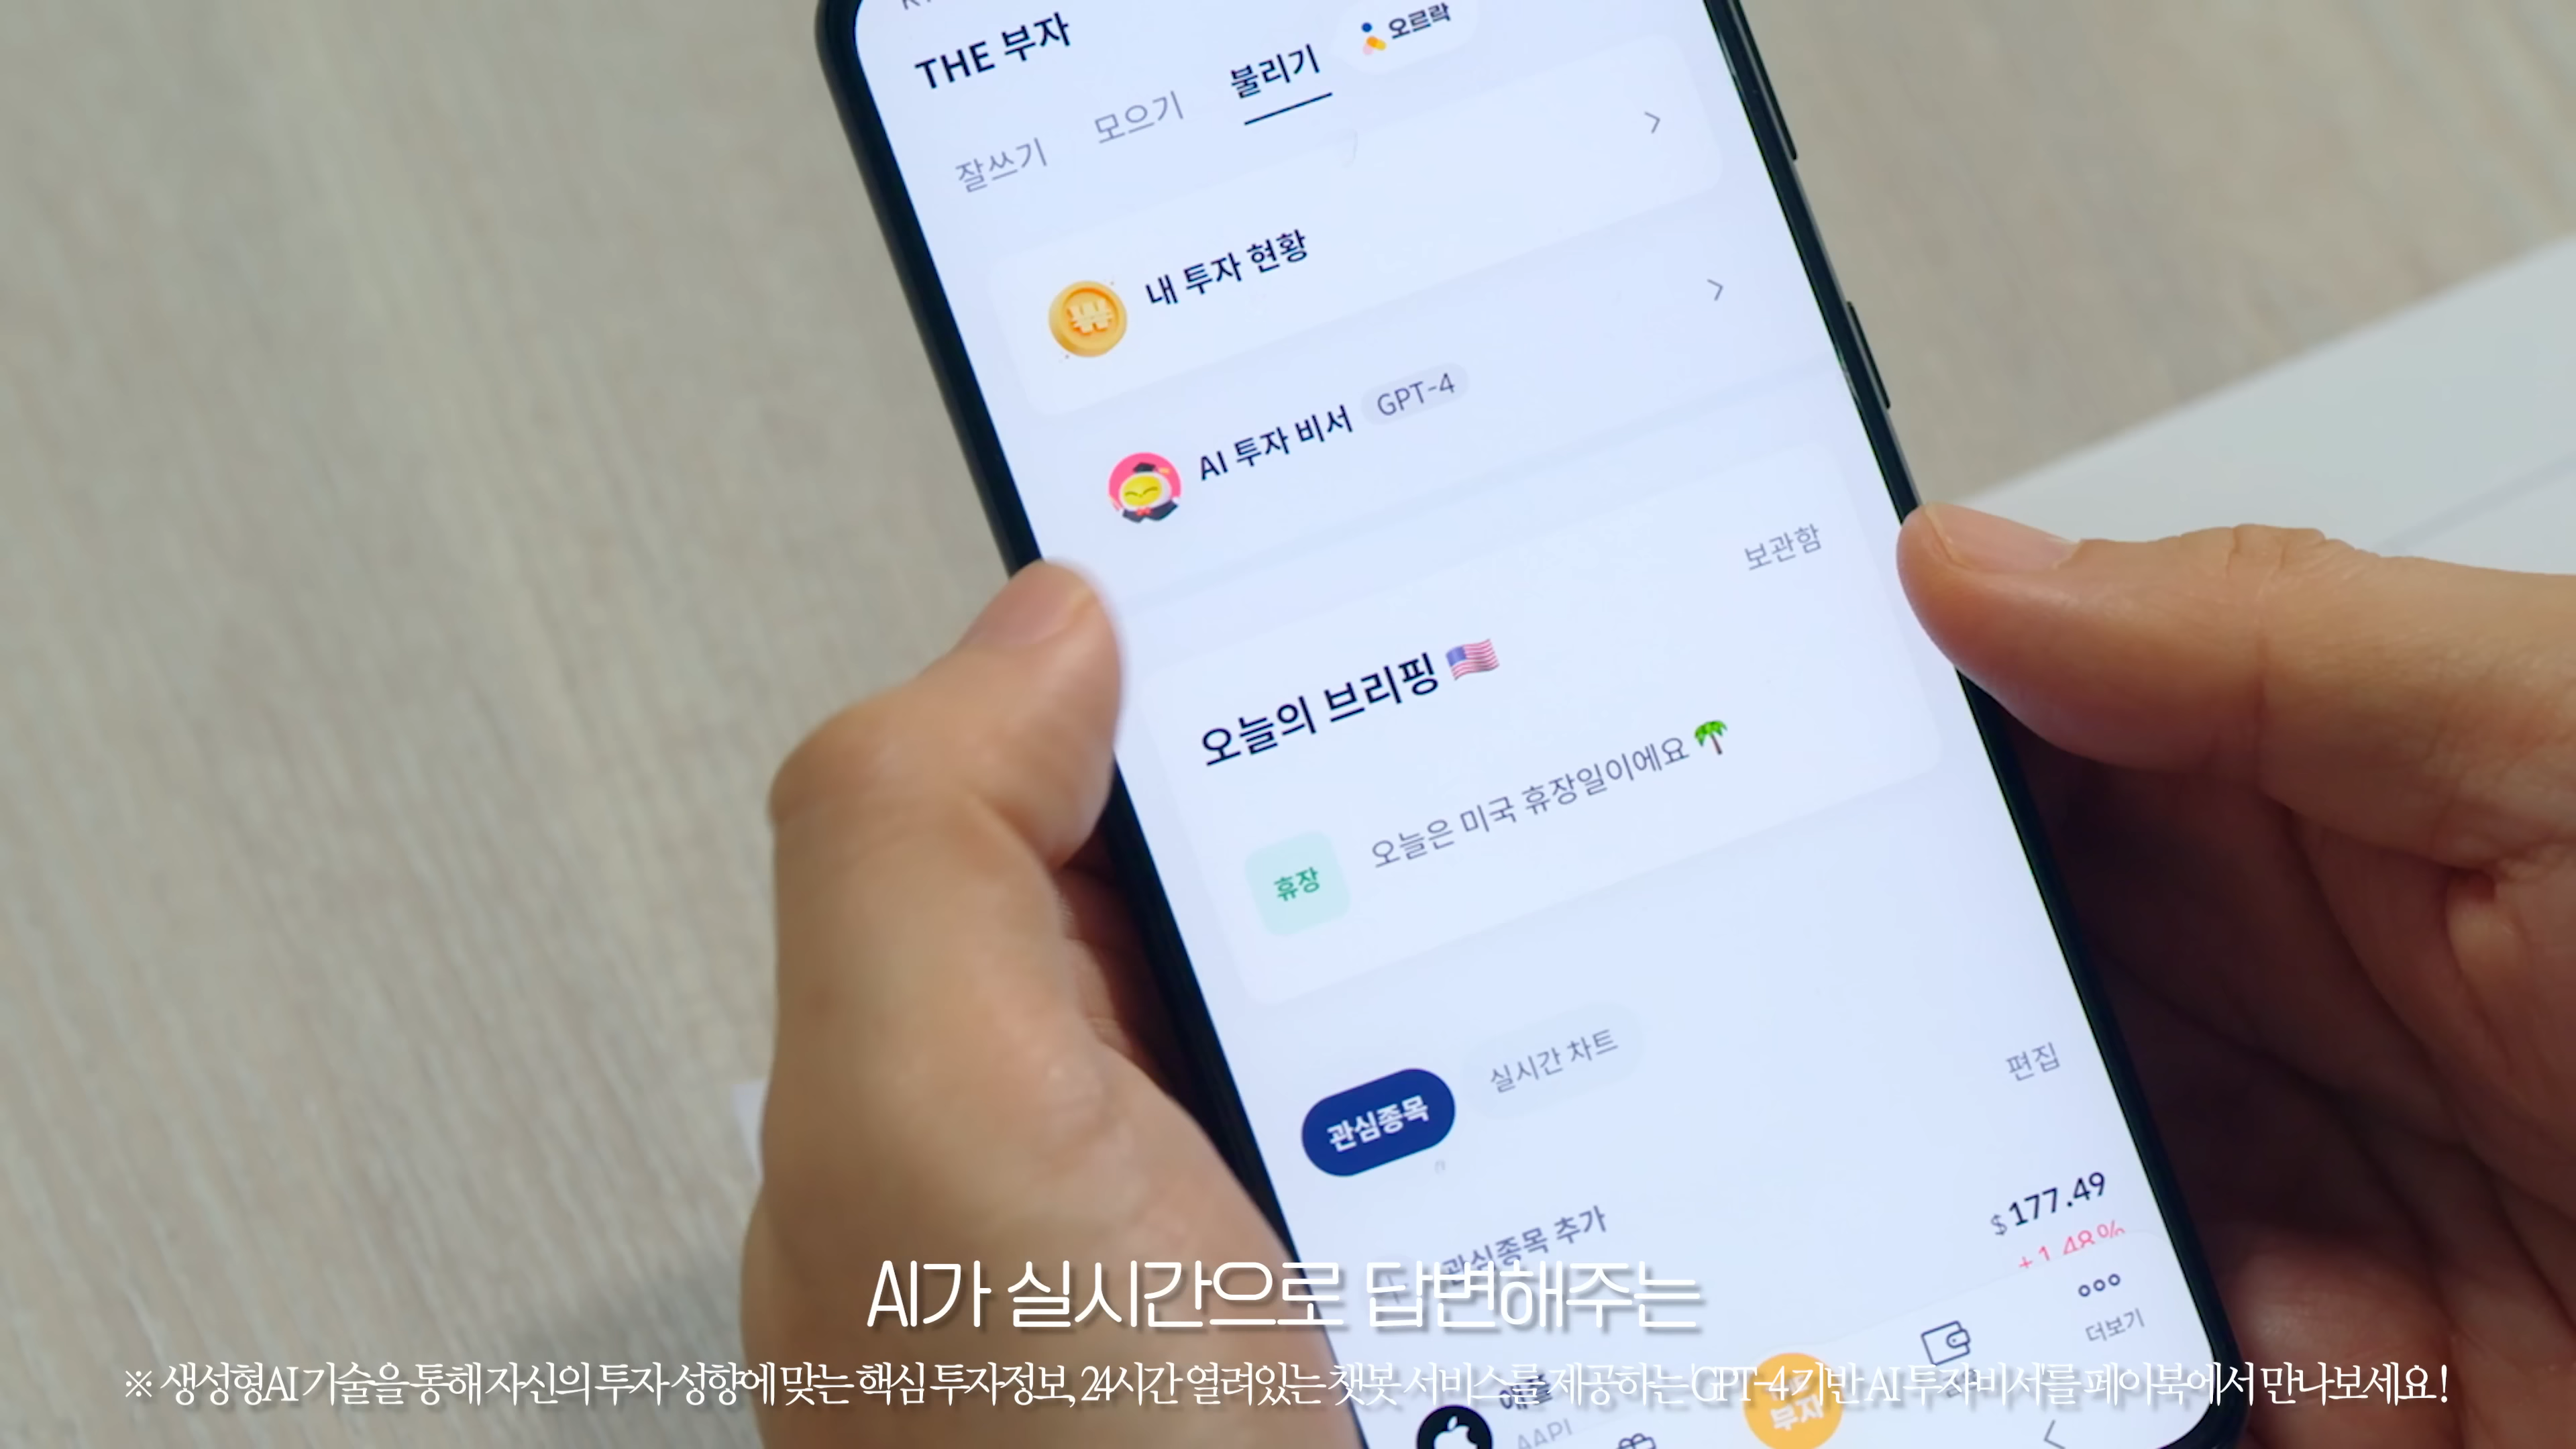 THE 부자
오르락
잘쓰기 모으기 불리기
내 투자 현황
AI 투자 비서 GPT-4
보관함
오늘의 브리핑
휴장 오늘은 미국 휴장일이에요
관심종목 실시간 차트 편집
관심종목 추가
$177.49
+1.48%
더보기
AI가 실시간으로 답변해주는
※ 생성형AI 기술을 통해 자신의 투자 성향에 맞는 핵심 투자정보, 24시간 열려있는 챗봇 서비스를 제공하는 'GPT-4 기반 AI 투자비서'를 페이북에서 만나보세요!
애플
부자